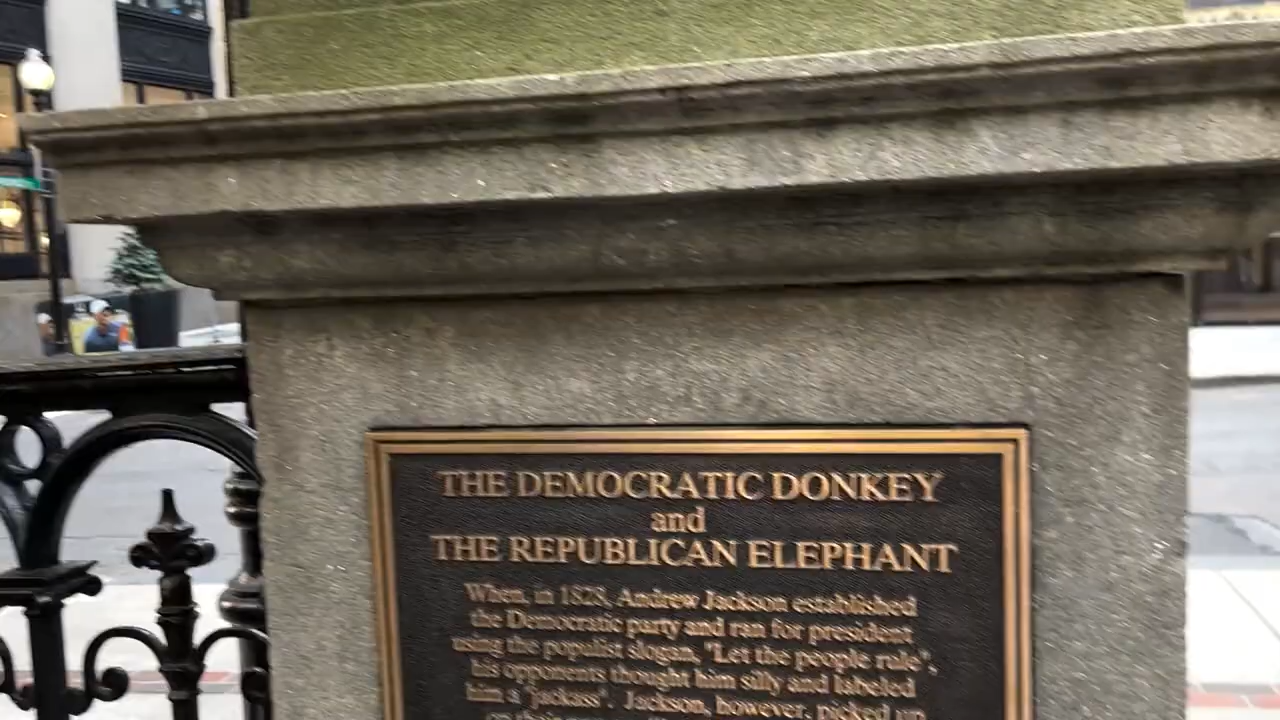 THE DEMOCRATIC DONKEY
and
THE REPUBLICAN ELEPHANT
When, in 1828, Andrew Jackson established
the Democratic party and ran for president
using the populist slogan, "Let the people rule",
his opponents thought him silly and labeled
him a "jackass". Jackson, however, picked up